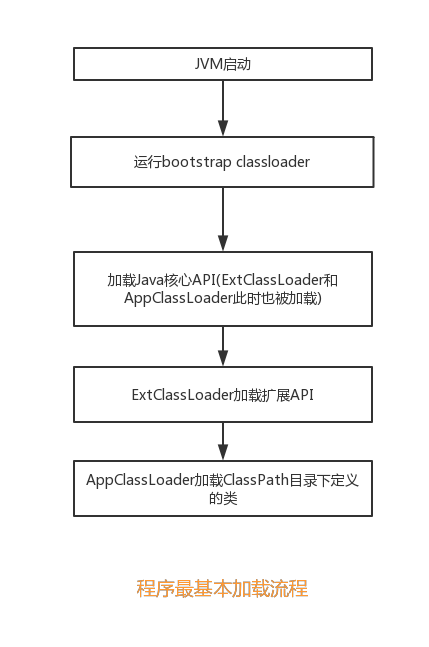 JVM启动
运行bootstrap classloader
加载Java核心API(ExtClassLoader和
AppClassLoader此时也被加载)
ExtClassLoader加载扩展API
AppClassLoader加载ClassPath目录下定义
的类
程序最基本加载流程